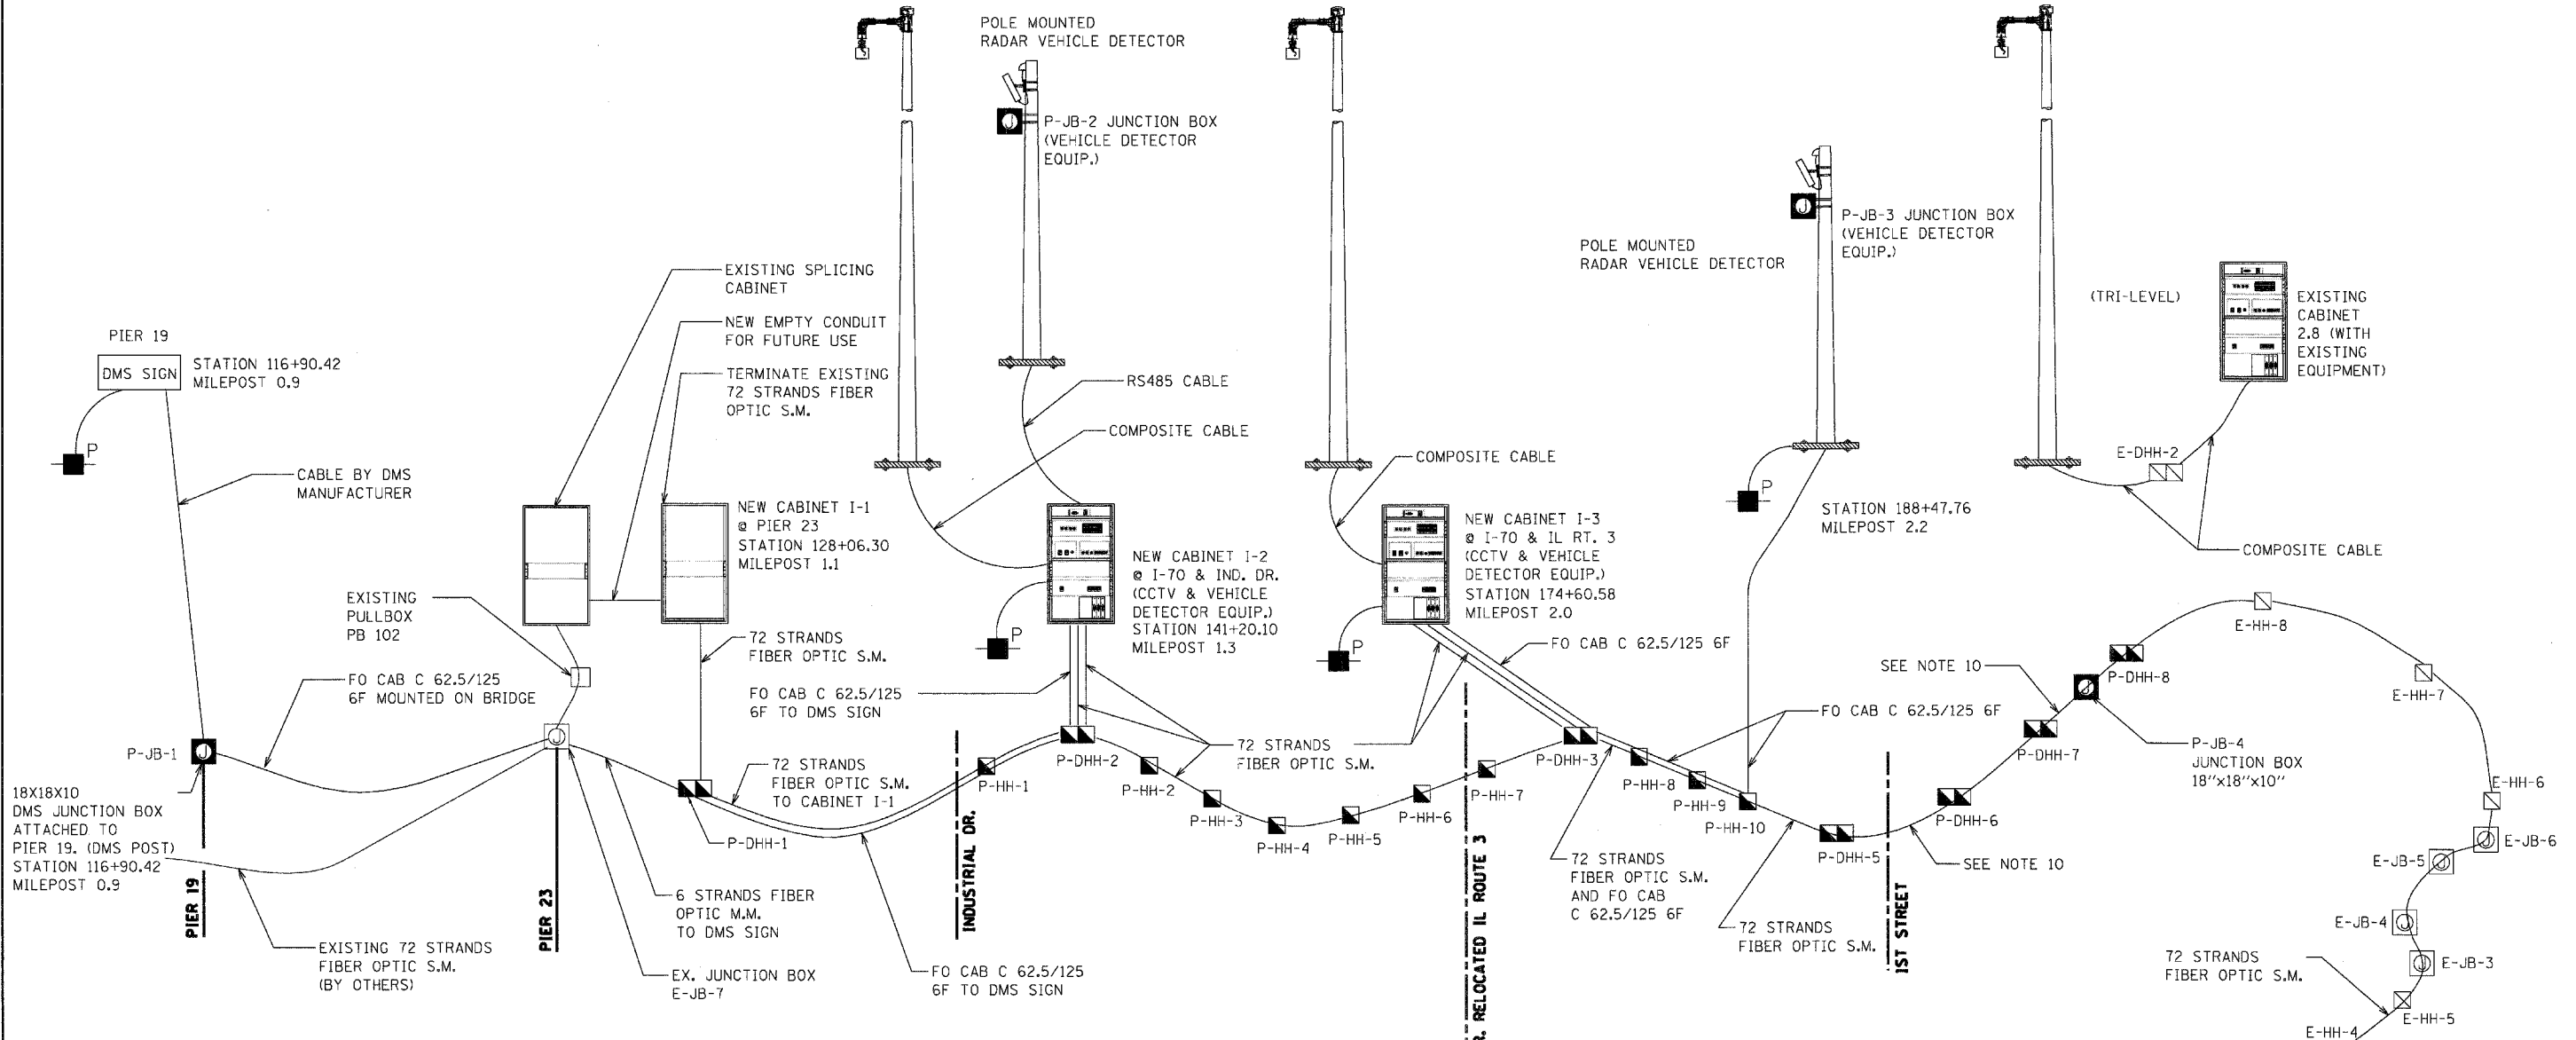 POLE MOUNTED
RADAR VEHICLE DETECTOR
P-JB-2 JUNCTION BOX
(VEHICLE DETECTOR
EQUIP.)
J
POLE MOUNTED
RADAR VEHICLE DETECTOR
J
P-JB-3 JUNCTION BOX
(VEHICLE DETECTOR
EQUIP.)
(TRI-LEVEL)
EXISTING
CABINET
2.8 (WITH
EXISTING
EQUIPMENT)
EXISTING SPLICING
CABINET
NEW EMPTY CONDUIT
FOR FUTURE USE
TERMINATE EXISTING
72 STRANDS FIBER
OPTIC S.M.
PIER 19
DMS SIGN
STATION 116+90.42
MILEPOST 0.9
P
CABLE BY DMS
MANUFACTURER
RS485 CABLE
COMPOSITE CABLE
COMPOSITE CABLE
E-DHH-2
COMPOSITE CABLE
P
STATION 188+47.76
MILEPOST 2.2
NEW CABINET I-1
@ PIER 23
STATION 128+06.30
MILEPOST 1.1
NEW CABINET I-2
@ I-70 & IND. DR.
(CCTV & VEHICLE
DETECTOR EQUIP.)
STATION 141+20.10
MILEPOST 1.3
P
NEW CABINET I-3
@ I-70 & IL RT. 3
(CCTV & VEHICLE
DETECTOR EQUIP.)
STATION 174+60.58
MILEPOST 2.0
P
EXISTING
PULLBOX
PB 102
72 STRANDS
FIBER OPTIC S.M.
FO CAB C 62.5/125
6F MOUNTED ON BRIDGE
FO CAB C 62.5/125
6F TO DMS SIGN
FO CAB C 62.5/125 6F
SEE NOTE 10
FO CAB C 62.5/125 6F
72 STRANDS
FIBER OPTIC S.M.
P-JB-1
J
18X18X10
DMS JUNCTION BOX
ATTACHED TO
PIER 19. (DMS POST)
STATION 116+90.42
MILEPOST 0.9
PIER 19
EXISTING 72 STRANDS
FIBER OPTIC S.M.
(BY OTHERS)
J
PIER 23
6 STRANDS FIBER
OPTIC M.M.
TO DMS SIGN
EX. JUNCTION BOX
E-JB-7
P-DHH-1
72 STRANDS
FIBER OPTIC S.M.
TO CABINET I-1
FO CAB C 62.5/125
6F TO DMS SIGN
INDUSTRIAL DR.
P-HH-1
P-DHH-2
P-HH-2
P-HH-3
P-HH-4
P-HH-5
P-HH-6
P-HH-7
R. RELOCATED IL ROUTE 3
P-DHH-3
P-HH-8
P-HH-9
P-HH-10
72 STRANDS
FIBER OPTIC S.M.
AND FO CAB
C 62.5/125 6F
72 STRANDS
FIBER OPTIC S.M.
P-DHH-5
1ST STREET
SEE NOTE 10
P-DHH-6
P-DHH-7
J
P-JB-4
JUNCTION BOX
18''x18''x10''
P-DHH-8
E-HH-8
E-HH-7
E-HH-6
J
E-JB-6
E-JB-5
J
E-JB-4
J
J
E-JB-3
72 STRANDS
FIBER OPTIC S.M.
E-HH-5
E-HH-4